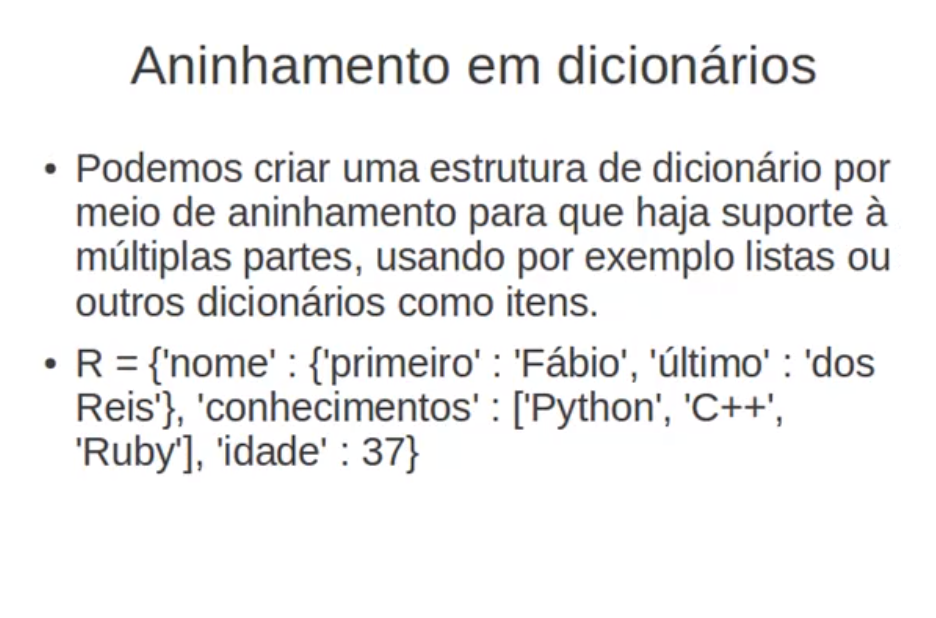 Aninhamento em dicionários
• Podemos criar uma estrutura de dicionário por
meio de aninhamento para que haja suporte à
múltiplas partes, usando por exemplo listas ou
outros dicionários como itens.
• R = {'nome' : {'primeiro' : 'Fábio', 'último' : 'dos
Reis'}, 'conhecimentos' : ['Python', 'C++',
'Ruby'], 'idade' : 37}